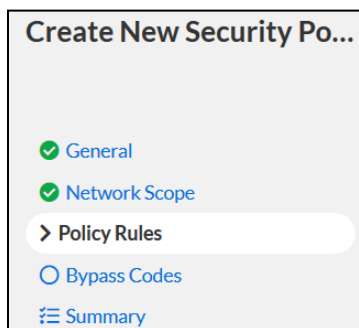 Create New Security Po...
General
Network Scope
Policy Rules
Bypass Codes
Summary